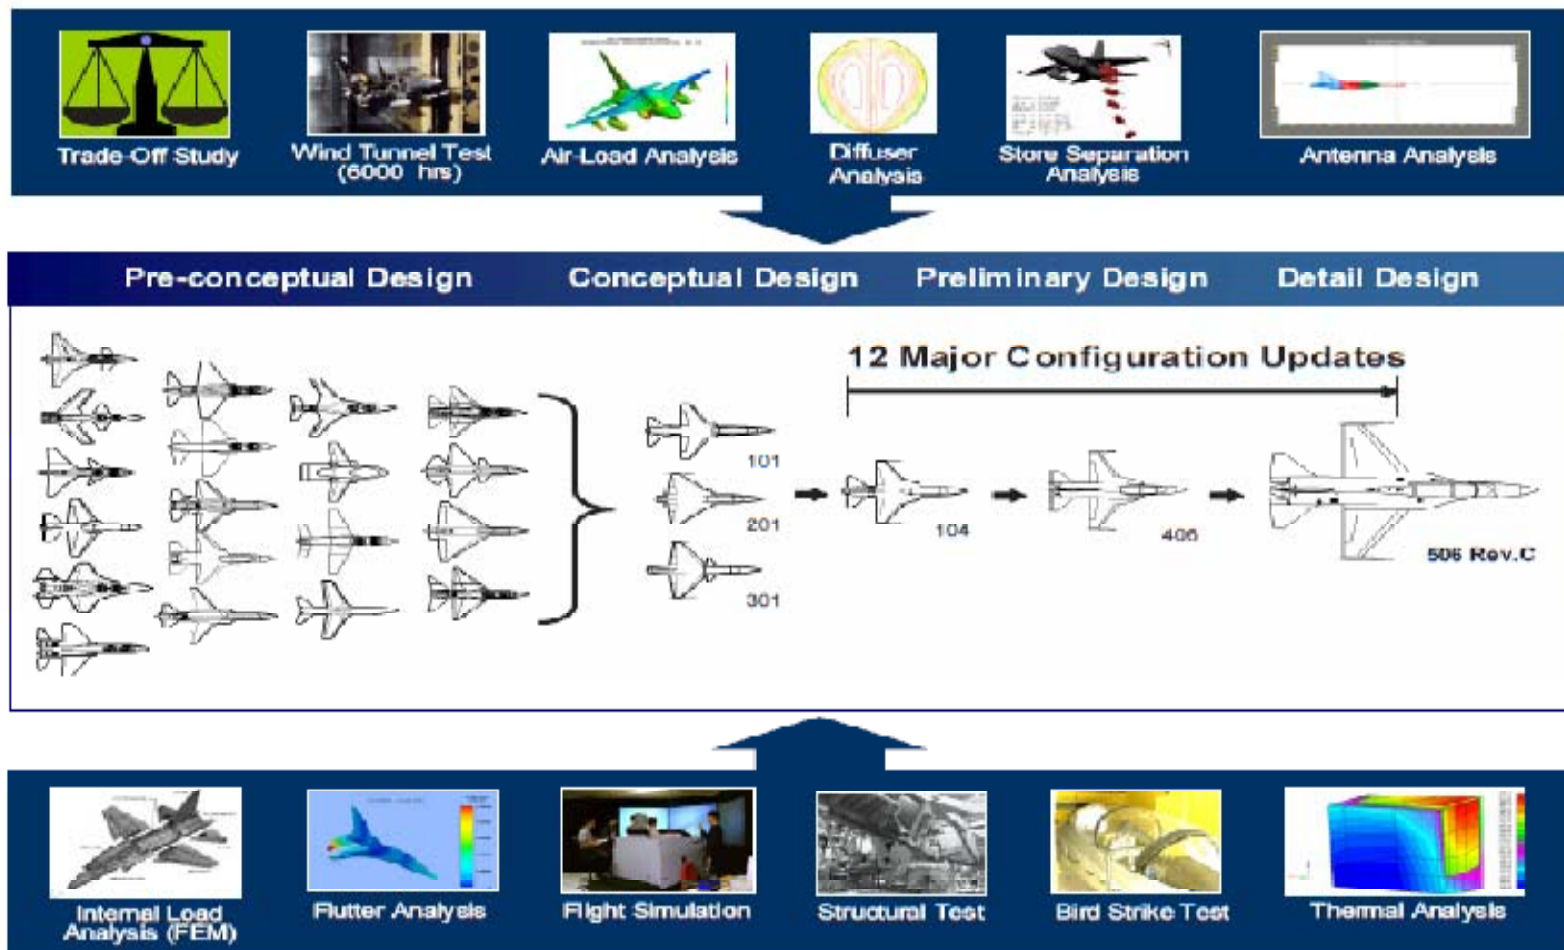 Trade-Off Study
Wind Tunnel Test
(6000 hrs)
Air-Load Analysis
Diffuser
Analysis
Store Separation
Analysis
Antenna Analysis
Pre-conceptual Design
Conceptual Design
Preliminary Design
Detail Design
12 Major Configuration Updates
101
201
301
104
406
506 Rev.C
Internal Load
Analysis (FEM)
Flutter Analysis
Flight Simulation
Structural Test
Bird Strike Test
Thermal Analysis